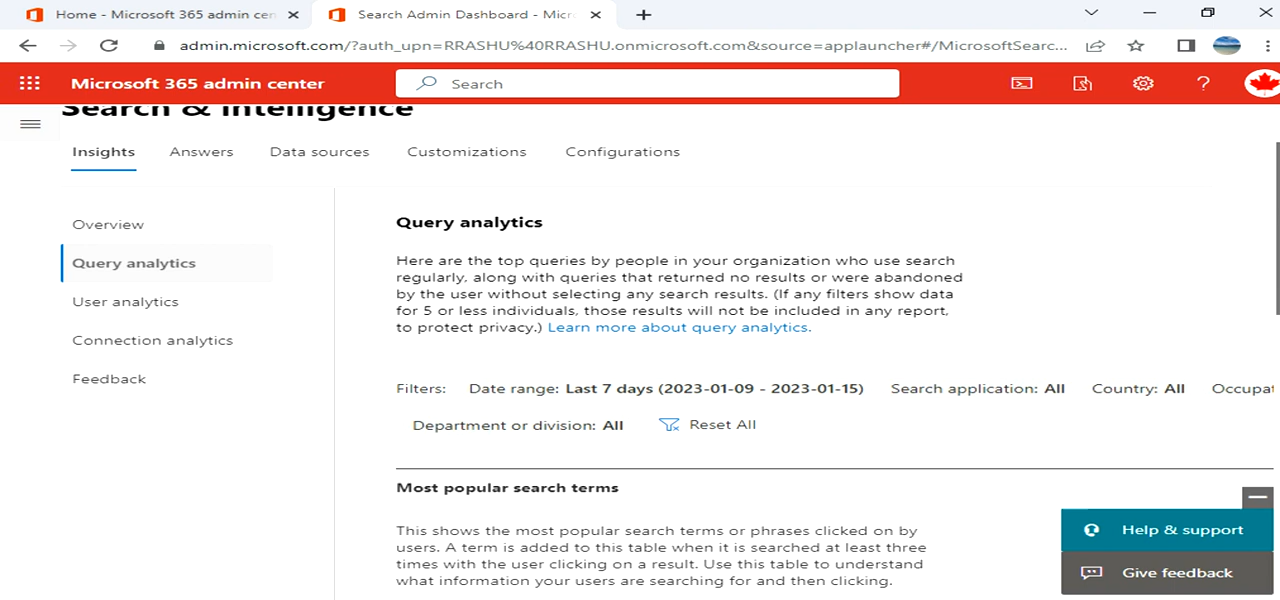 Home - Microsoft 365 admin cen
Search Admin Dashboard - Micr
admin.microsoft.com/?auth_upn=RRASHU%40RRASHU.onmicrosoft.com&source=applauncher#/MicrosoftSearc...
Microsoft 365 admin center
Search
Search & intelligence
Insights Answers Data sources Customizations Configurations
Overview
Query analytics
User analytics
Connection analytics
Feedback
Query analytics
Here are the top queries by people in your organization who use search
regularly, along with queries that returned no results or were abandoned
by the user without selecting any search results. (If any filters show data
for 5 or less individuals, those results will not be included in any report,
to protect privacy.) Learn more about query analytics.
Filters: Date range: Last 7 days (2023-01-09 - 2023-01-15) Search application: All Country: All Occupat
Department or division: All Reset All
Most popular search terms
This shows the most popular search terms or phrases clicked on by
users. A term is added to this table when it is searched at least three
times with the user clicking on a result. Use this table to understand
what information your users are searching for and then clicking.
Help & support
Give feedback